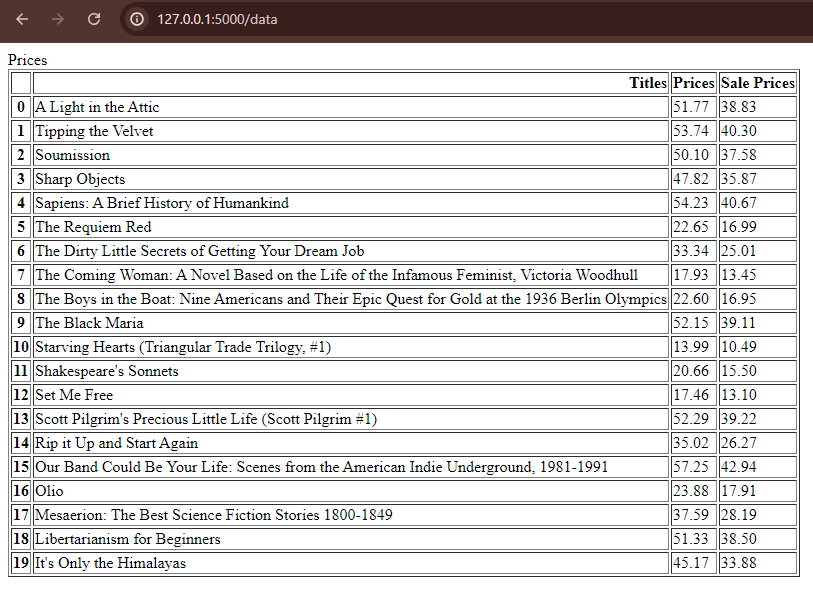 127.0.0.1:5000/data
Prices
Titles Prices Sale Prices
0 A Light in the Attic 51.77 38.83
1 Tipping the Velvet 53.74 40.30
2 Soumission 50.10 37.58
3 Sharp Objects 47.82 35.87
4 Sapiens: A Brief History of Humankind 54.23 40.67
5 The Requiem Red 22.65 16.99
6 The Dirty Little Secrets of Getting Your Dream Job 33.34 25.01
7 The Coming Woman: A Novel Based on the Life of the Infamous Feminist, Victoria Woodhull 17.93 13.45
8 The Boys in the Boat: Nine Americans and Their Epic Quest for Gold at the 1936 Berlin Olympics 22.60 16.95
9 The Black Maria 52.15 39.11
10 Starving Hearts (Triangular Trade Trilogy, #1) 13.99 10.49
11 Shakespeare's Sonnets 20.66 15.50
12 Set Me Free 17.46 13.10
13 Scott Pilgrim's Precious Little Life (Scott Pilgrim #1) 52.29 39.22
14 Rip it Up and Start Again 35.02 26.27
15 Our Band Could Be Your Life: Scenes from the American Indie Underground, 1981-1991 57.25 42.94
16 Olio 23.88 17.91
17 Mesaerion: The Best Science Fiction Stories 1800-1849 37.59 28.19
18 Libertarianism for Beginners 51.33 38.50
19 It's Only the Himalayas 45.17 33.88